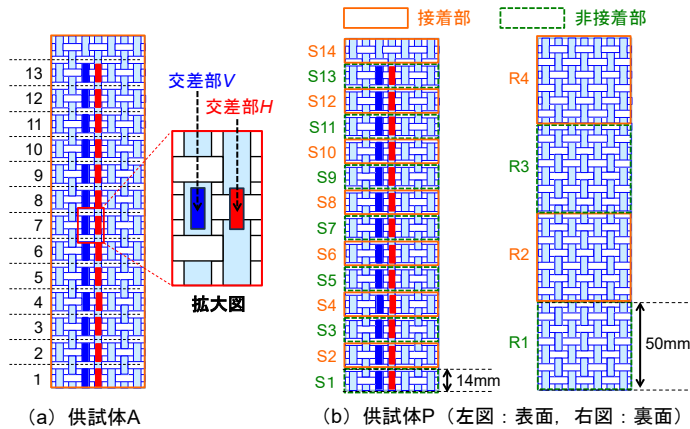 接着部
非接着部
13
12
11
10
9
8
7
6
5
4
3
2
1
交差部V
交差部H
拡大図
S14
S13
S12
S11
S10
S9
S8
S7
S6
S5
S4
S3
S2
S1
14mm
R4
R3
R2
R1
50mm
(a) 供試体A
(b) 供試体P（左図：表面，右図：裏面）